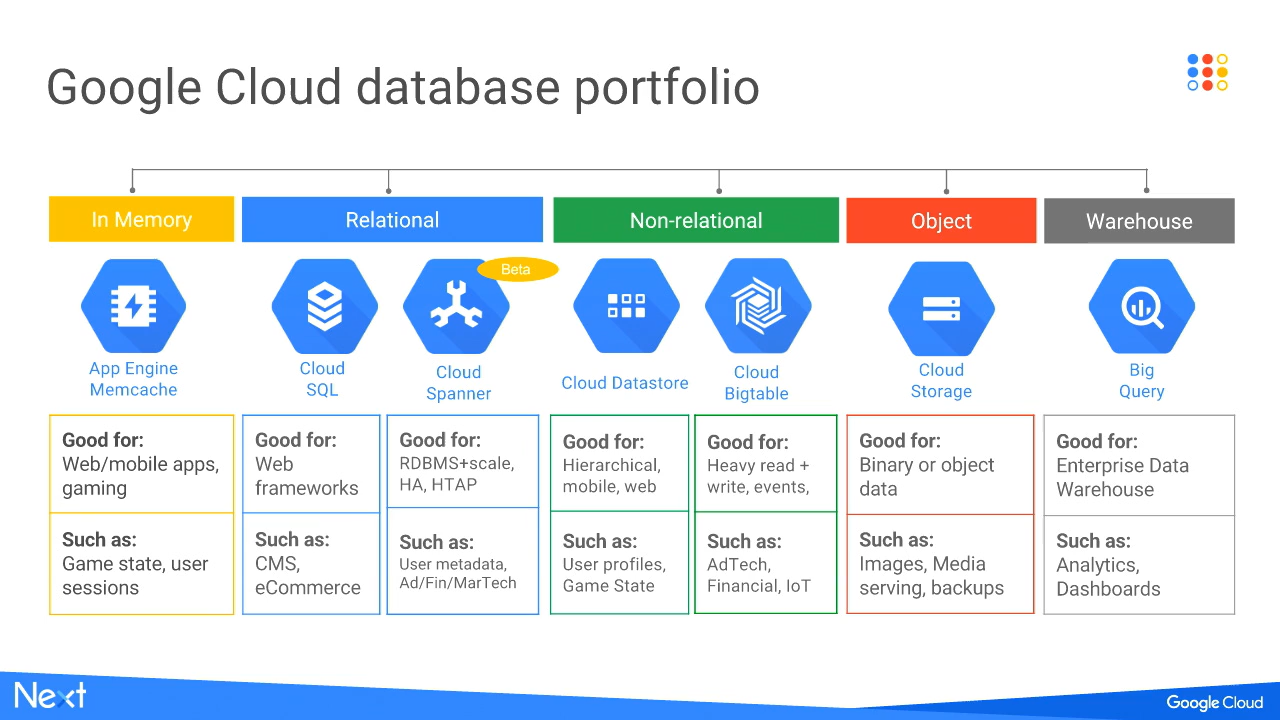 Google Cloud database portfolio
In Memory
Relational
Non-relational
Object
Warehouse
Beta
App Engine
Memcache
Cloud
SQL
Cloud
Spanner
Cloud Datastore
Cloud
Bigtable
Cloud
Storage
Big
Query
Good for:
Web/mobile apps,
gaming
Such as:
Game state, user
sessions
Good for:
Web
frameworks
Such as:
CMS,
eCommerce
Good for:
RDBMS+scale,
HA, HTAP
Such as:
User metadata,
Ad/Fin/MarTech
Good for:
Hierarchical,
mobile, web
Such as:
User profiles,
Game State
Good for:
Heavy read +
write, events,
Such as:
AdTech,
Financial, IoT
Good for:
Binary or object
data
Such as:
Images, Media
serving, backups
Good for:
Enterprise Data
Warehouse
Such as:
Analytics,
Dashboards
Next
Google Cloud